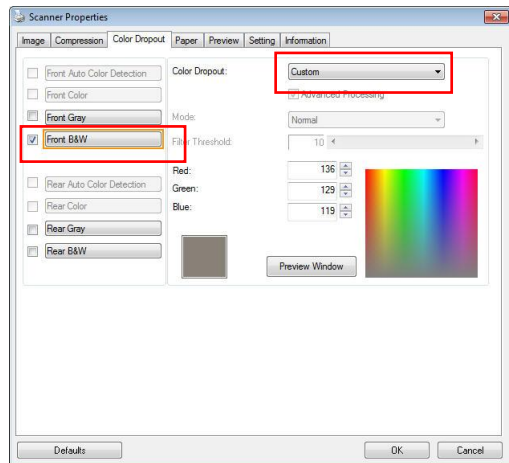 Scanner Properties
Image Compression Color Dropout Paper Preview Setting Information
Front Auto Color Detection
Front Color
Front Gray
Front B&W
Rear Auto Color Detection
Rear Color
Rear Gray
Rear B&W
Color Dropout: Custom
Advanced Processing
Mode: Normal
Filter Threshold: 10
Red: 136
Green: 129
Blue: 119
Preview Window
Defaults OK Cancel